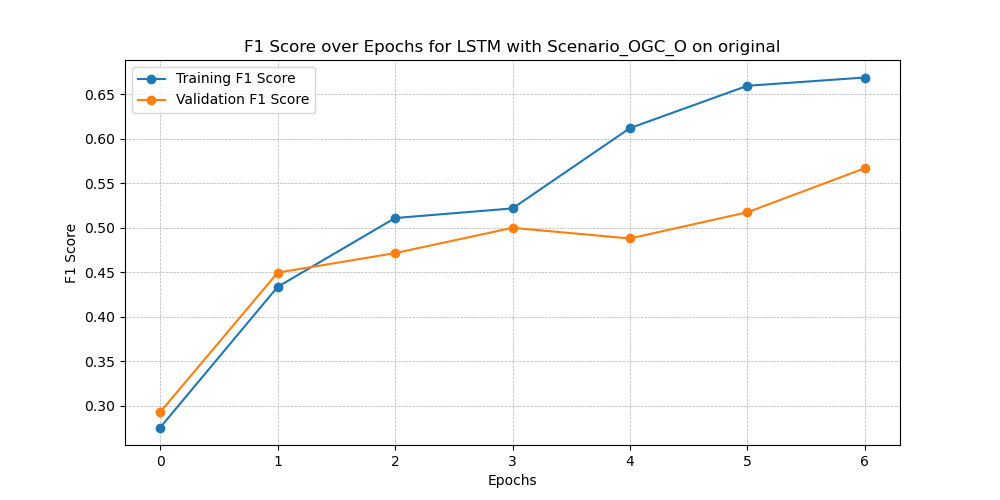 F1 Score over Epochs for LSTM with Scenario_OGC_O on original
Training F1 Score
Validation F1 Score
F1 Score
0.65
0.60
0.55
0.50
0.45
0.40
0.35
0.30
0 1 2 3 4 5 6
Epochs